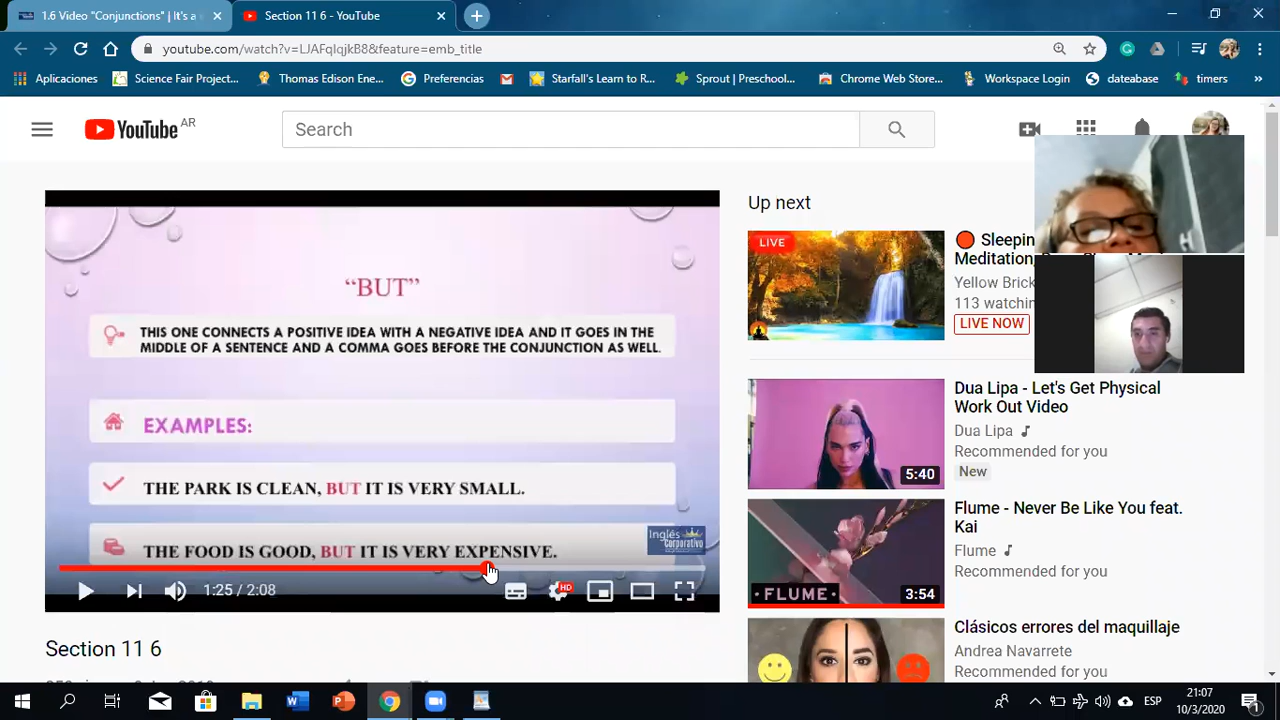 1.6 Video "Conjunctions" | It's a
Section 11 6 - YouTube
youtube.com/watch?v=LJAFqIqjkB8&feature=emb_title
Aplicaciones
Science Fair Project...
Thomas Edison Ene...
Preferencias
Starfall's Learn to R...
Sprout | Preschool...
Chrome Web Store...
Workspace Login
dateabase
timers
»
YouTube AR
Search
"BUT"
THIS ONE CONNECTS A POSITIVE IDEA WITH A NEGATIVE IDEA AND IT GOES IN THE
MIDDLE OF A SENTENCE AND A COMMA GOES BEFORE THE CONJUNCTION AS WELL.
EXAMPLES:
THE PARK IS CLEAN, BUT IT IS VERY SMALL.
THE FOOD IS GOOD, BUT IT IS VERY EXPENSIVE.
Inglés
Corporativo
1:25 / 2:08
HD
Section 11 6
Up next
LIVE
Sleepin
Meditation,
Yellow Brick
113 watchin
LIVE NOW
Dua Lipa - Let's Get Physical
Work Out Video
Dua Lipa
Recommended for you
New
5:40
Flume - Never Be Like You feat.
Kai
Flume
Recommended for you
·FLUME·
3:54
Clásicos errores del maquillaje
Andrea Navarrete
Recommended for you
ESP
21:07
10/3/2020
1